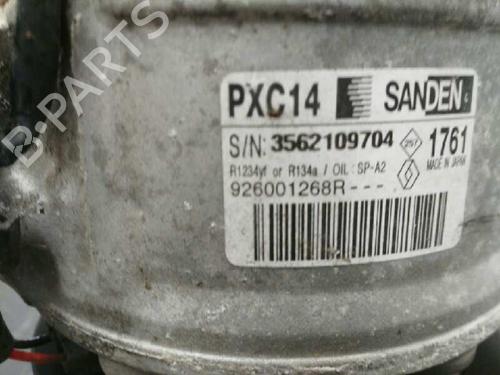 B-PARTS
PXC14 SANDEN
S/N: 3562109704 1761
R1234yf or R134a / OIL : SP-A2 MADE IN JAPAN
926001268R---